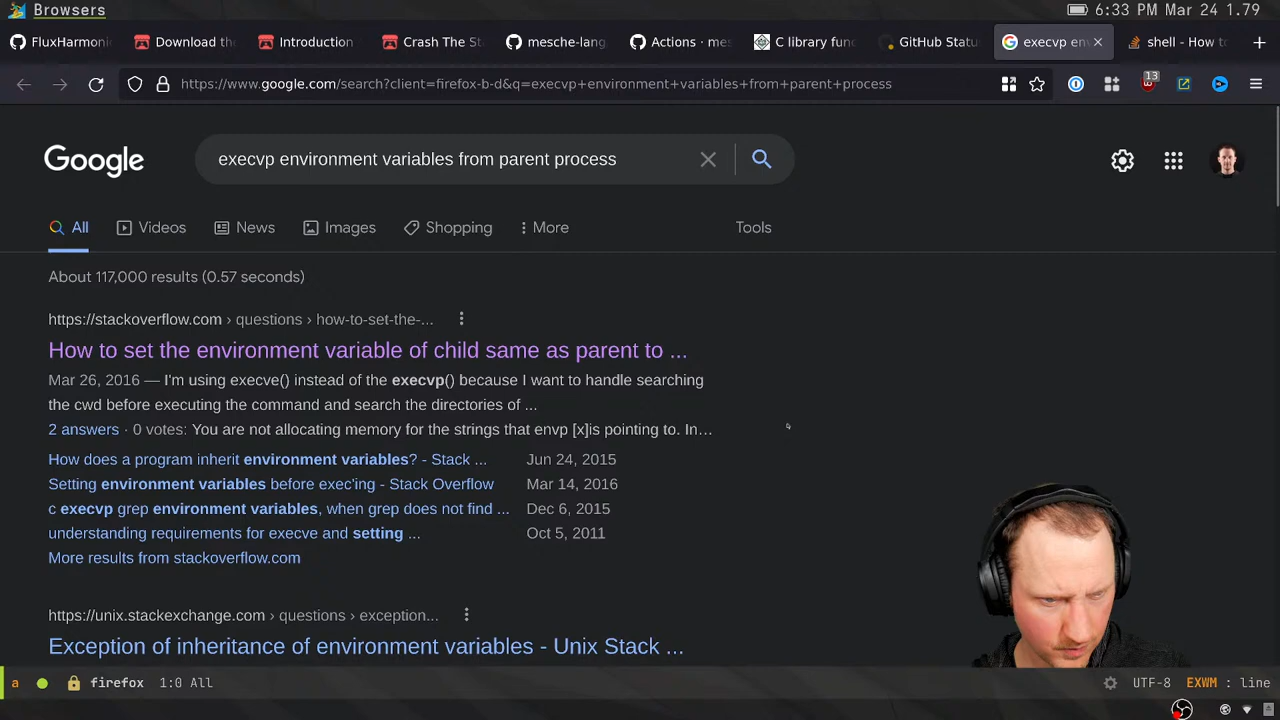 Browsers
6:33 PM Mar 24 1.79
FluxHarmoni
Download the
Introduction
Crash The St
mesche-lang
Actions · mes
C library fun
GitHub Statu
execvp env
shell - How to
https://www.google.com/search?client=firefox-b-d&q=execvp+environment+variables+from+parent+process
13
Google
execvp environment variables from parent process
All
Videos
News
Images
Shopping
More
Tools
About 117,000 results (0.57 seconds)
https://stackoverflow.com › questions › how-to-set-the-...
How to set the environment variable of child same as parent to ...
Mar 26, 2016 — I'm using execve() instead of the execvp() because I want to handle searching
the cwd before executing the command and search the directories of ...
2 answers · 0 votes: You are not allocating memory for the strings that envp [x]is pointing to. In…
How does a program inherit environment variables? - Stack ...
Jun 24, 2015
Setting environment variables before exec'ing - Stack Overflow
Mar 14, 2016
c execvp grep environment variables, when grep does not find ...
Dec 6, 2015
understanding requirements for execve and setting ...
Oct 5, 2011
More results from stackoverflow.com
https://unix.stackexchange.com › questions › exception...
Exception of inheritance of environment variables - Unix Stack ...
a
firefox
1:0 All
UTF-8
EXWM : line